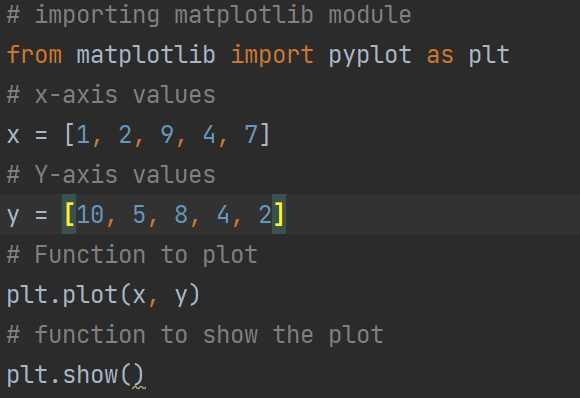 # importing matplotlib module
from matplotlib import pyplot as plt
# x-axis values
x = [1, 2, 9, 4, 7]
# Y-axis values
y = [10, 5, 8, 4, 2]
# Function to plot
plt.plot(x, y)
# function to show the plot
plt.show()